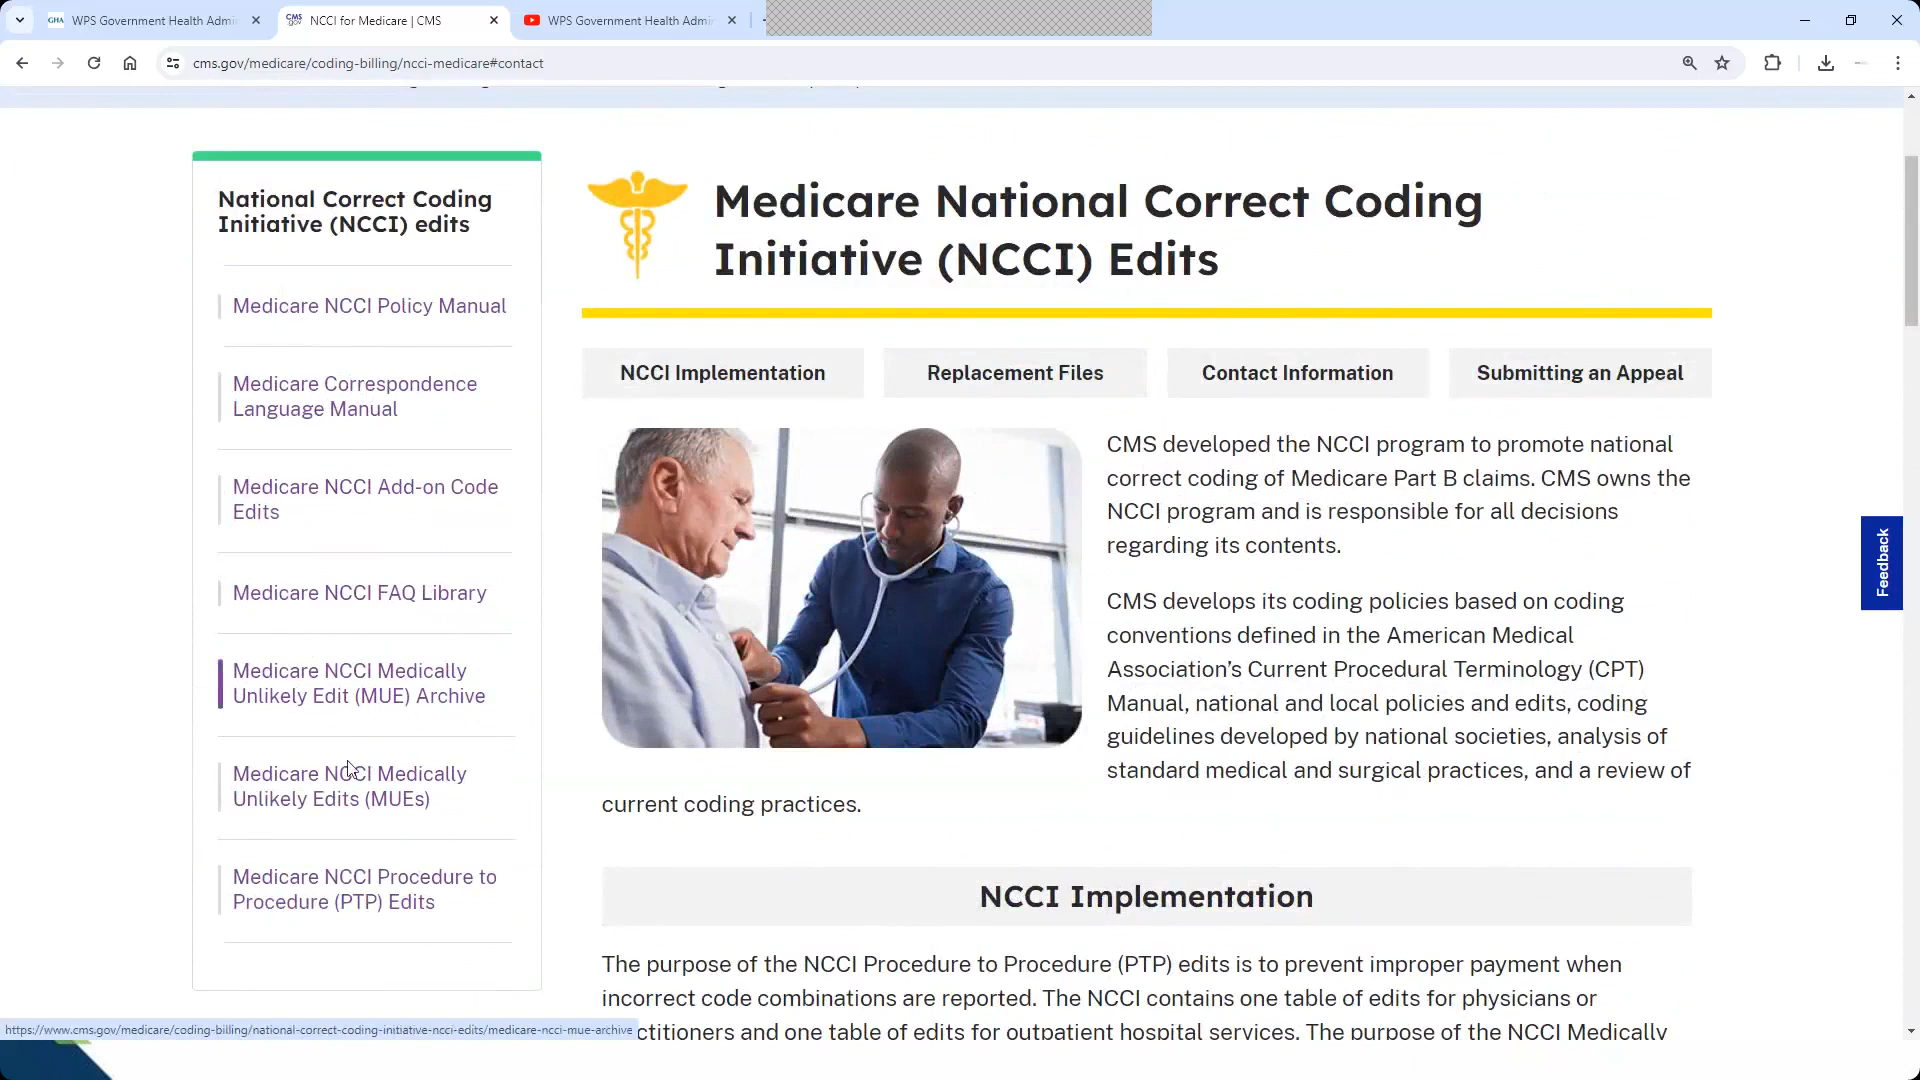 GHA WPS Government Health Admi
CMS.gov NCCI for Medicare | CMS
WPS Government Health Admi
cms.gov/medicare/coding-billing/ncci-medicare#contact
National Correct Coding
Initiative (NCCI) edits
Medicare NCCI Policy Manual
Medicare Correspondence
Language Manual
Medicare NCCI Add-on Code
Edits
Medicare NCCI FAQ Library
Medicare NCCI Medically
Unlikely Edit (MUE) Archive
Medicare NCCI Medically
Unlikely Edits (MUEs)
Medicare NCCI Procedure to
Procedure (PTP) Edits
Medicare National Correct Coding
Initiative (NCCI) Edits
NCCI Implementation
Replacement Files
Contact Information
Submitting an Appeal
CMS developed the NCCI program to promote national
correct coding of Medicare Part B claims. CMS owns the
NCCI program and is responsible for all decisions
regarding its contents.
CMS develops its coding policies based on coding
conventions defined in the American Medical
Association’s Current Procedural Terminology (CPT)
Manual, national and local policies and edits, coding
guidelines developed by national societies, analysis of
standard medical and surgical practices, and a review of
current coding practices.
NCCI Implementation
The purpose of the NCCI Procedure to Procedure (PTP) edits is to prevent improper payment when
incorrect code combinations are reported. The NCCI contains one table of edits for physicians or
ctitioners and one table of edits for outpatient hospital services. The purpose of the NCCI Medically
Feedback
https://www.cms.gov/medicare/coding-billing/national-correct-coding-initiative-ncci-edits/medicare-ncci-mue-archive